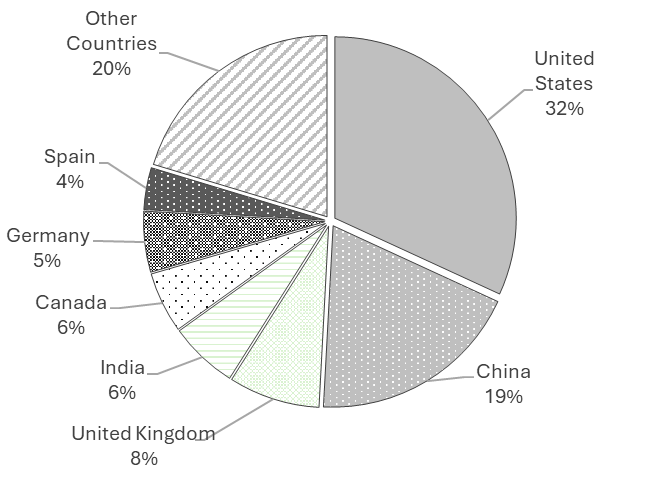 Other
Countries
20%
United
States
32%
Spain
4%
Germany
5%
Canada
6%
India
6%
China
19%
United Kingdom
8%